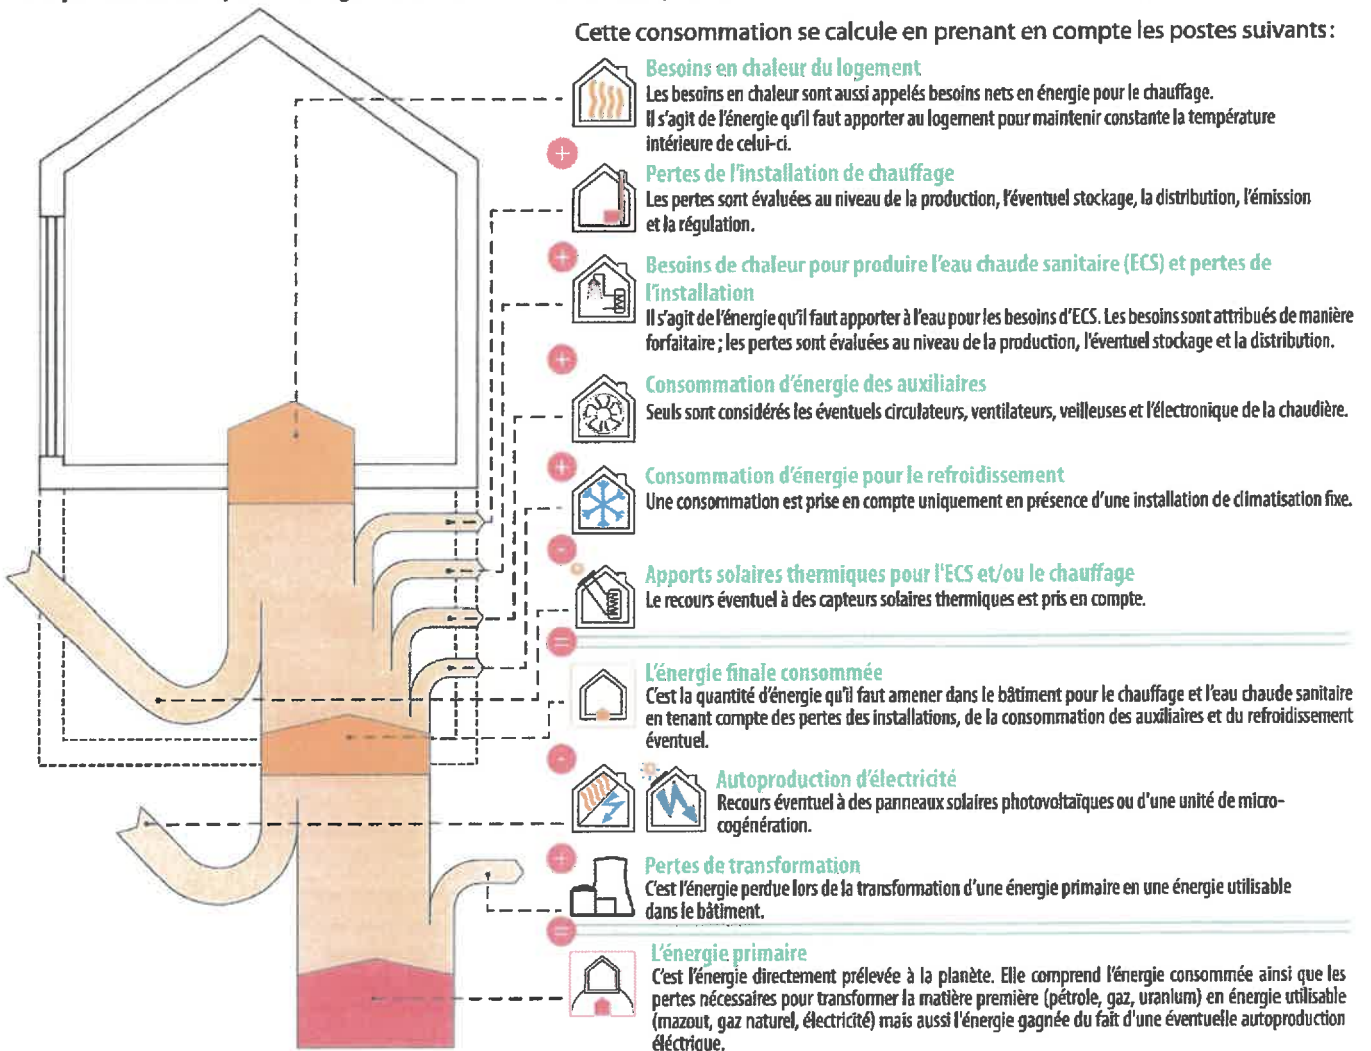 Cette consommation se calcule en prenant en compte les postes suivants:
Besoins en chaleur du logement
Les besoins en chaleur sont aussi appelés besoins nets en énergie pour le chauffage.
Il s'agit de l'énergie qu'il faut apporter au logement pour maintenir constante la température
intérieure de celui-ci.
+
Pertes de l'installation de chauffage
Les pertes sont évaluées au niveau de la production, l'éventuel stockage, la distribution, l'émission
et la régulation.
+
Besoins de chaleur pour produire l'eau chaude sanitaire (ECS) et pertes de
l'installation
Il s'agit de l'énergie qu'il faut apporter à l'eau pour les besoins d'ECS. Les besoins sont attribués de manière
forfaitaire ; les pertes sont évaluées au niveau de la production, l'éventuel stockage et la distribution.
+
Consommation d'énergie des auxiliaires
Seuls sont considérés les éventuels circulateurs, ventilateurs, veilleuses et l'électronique de la chaudière.
+
Consommation d'énergie pour le refroidissement
Une consommation est prise en compte uniquement en présence d'une installation de climatisation fixe.
-
Apports solaires thermiques pour l'ECS et/ou le chauffage
Le recours éventuel à des capteurs solaires thermiques est pris en compte.
=
L'énergie finale consommée
C'est la quantité d'énergie qu'il faut amener dans le bâtiment pour le chauffage et l'eau chaude sanitaire
en tenant compte des pertes des installations, de la consommation des auxiliaires et du refroidissement
éventuel.
-
Autoproduction d'électricité
Recours éventuel à des panneaux solaires photovoltaïques ou d'une unité de micro-
cogénération.
+
Pertes de transformation
C'est l'énergie perdue lors de la transformation d'une énergie primaire en une énergie utilisable
dans le bâtiment.
=
L'énergie primaire
C'est l'énergie directement prélevée à la planète. Elle comprend l'énergie consommée ainsi que les
pertes nécessaires pour transformer la matière première (pétrole, gaz, uranium) en énergie utilisable
(mazout, gaz naturel, électricité) mais aussi l'énergie gagnée du fait d'une éventuelle autoproduction
éléctrique.